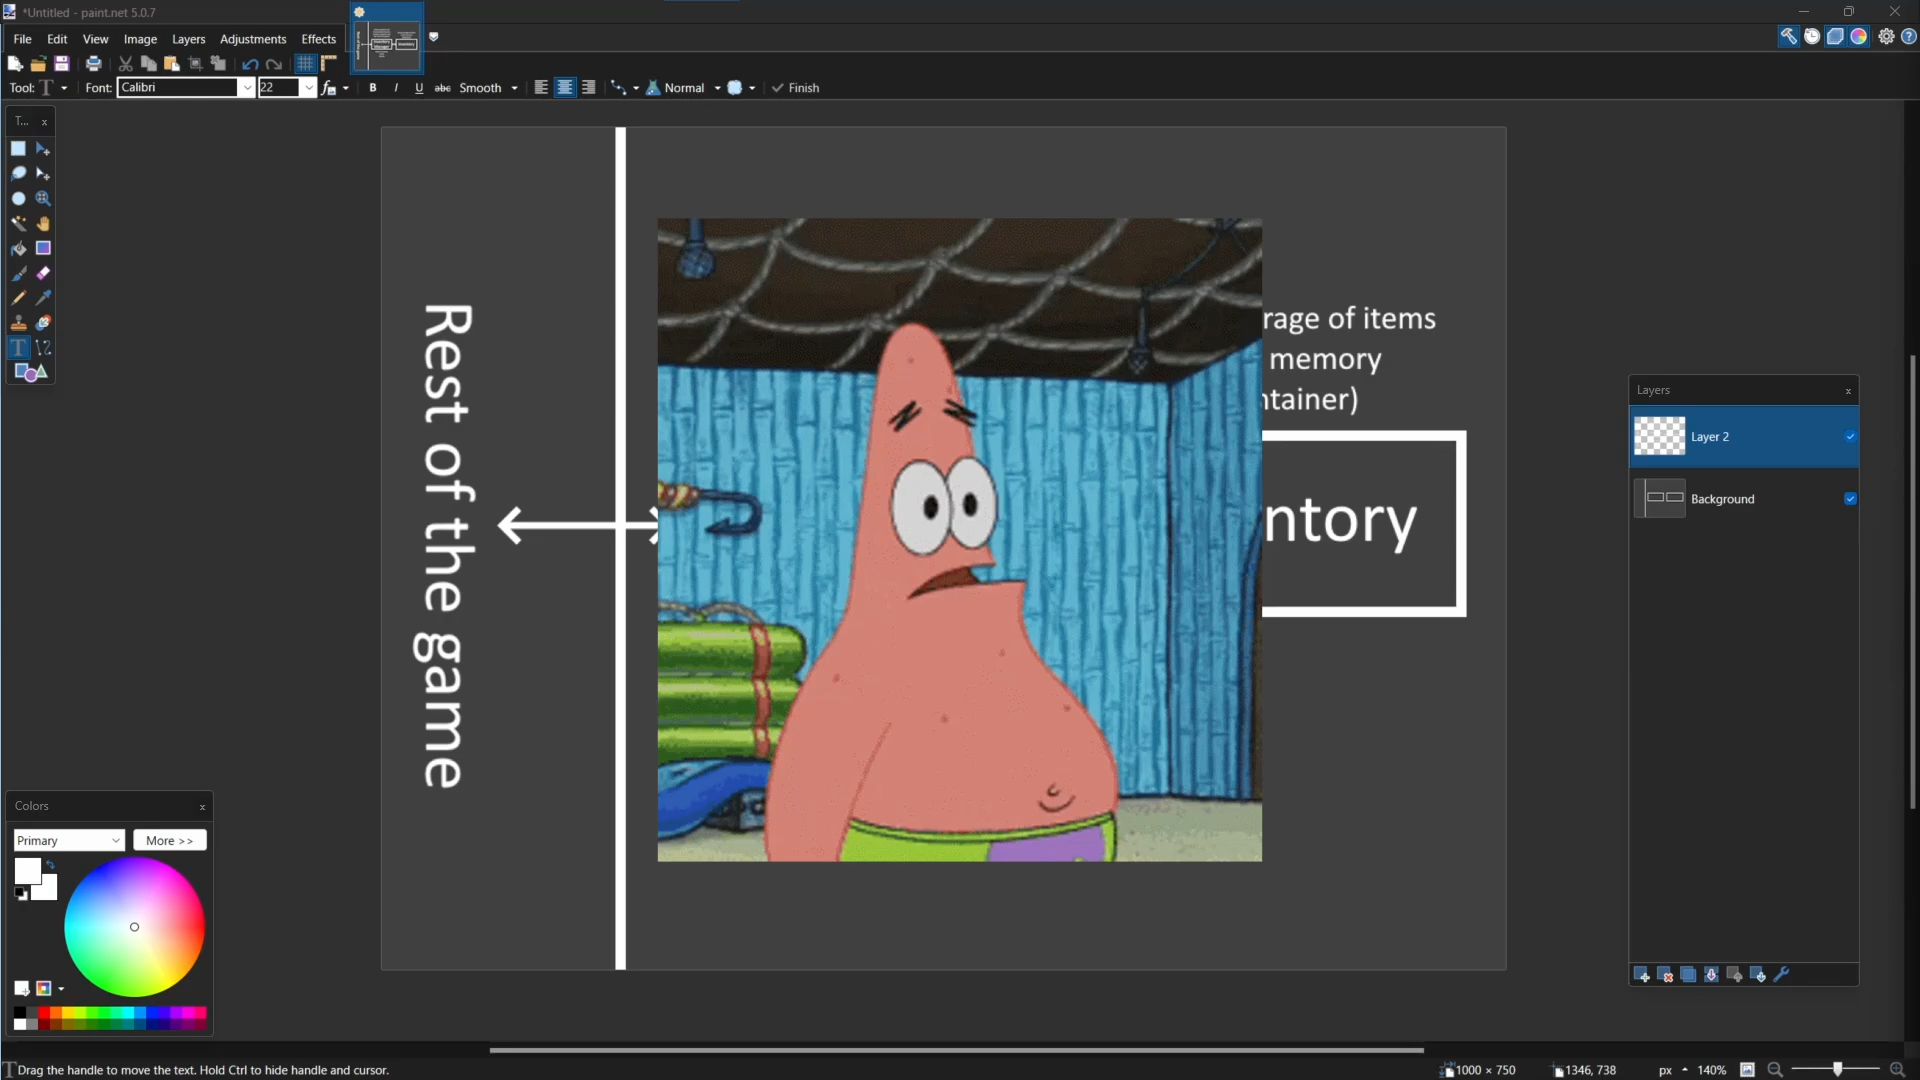 *Untitled - paint.net 5.0.7
File Edit View Image Layers Adjustments Effects
Tool: T Font: Calibri 22 fx B I U abc Smooth Normal Finish
T... x
Rest of the game
rage of items
memory
ntainer)
ntory
Layers x
Layer 2
Background
Colors x
Primary More >>
Drag the handle to move the text. Hold Ctrl to hide handle and cursor.
1000 × 750 1346, 738 px 140%